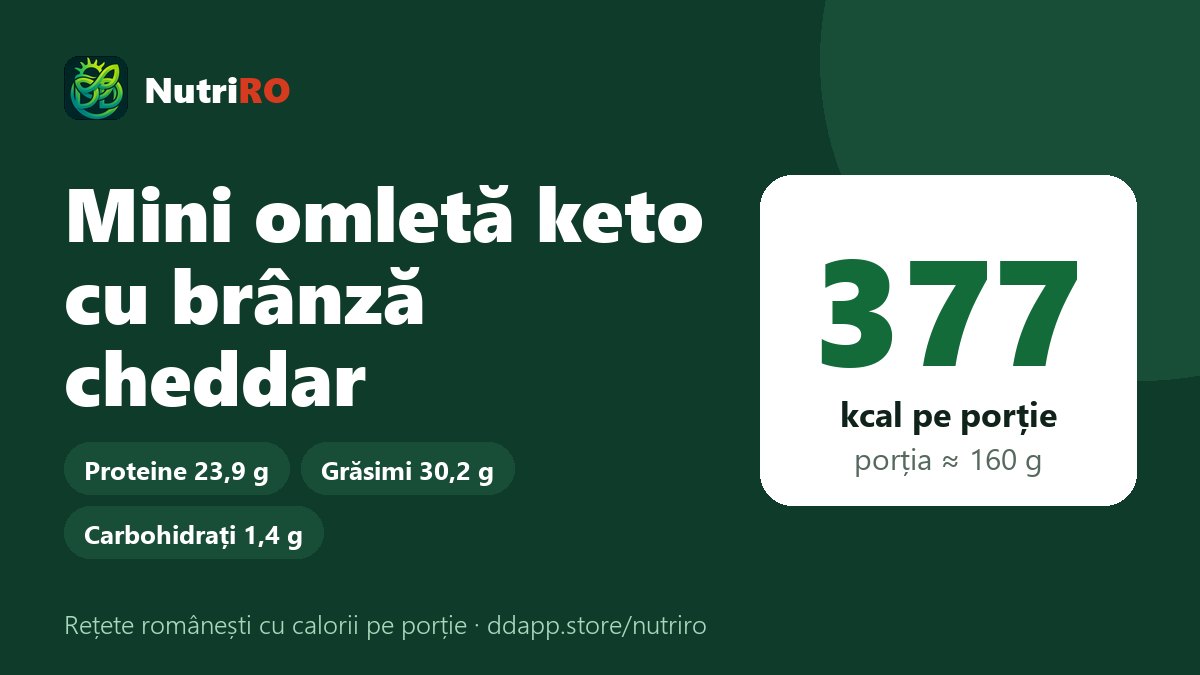 NutriRO
Mini omletă keto
cu brânză
cheddar
Proteine 23,9 g
Grăsimi 30,2 g
Carbohidrați 1,4 g
377
kcal pe porție
porția ≈ 160 g
Rețete românești cu calorii pe porție · ddapp.store/nutriro